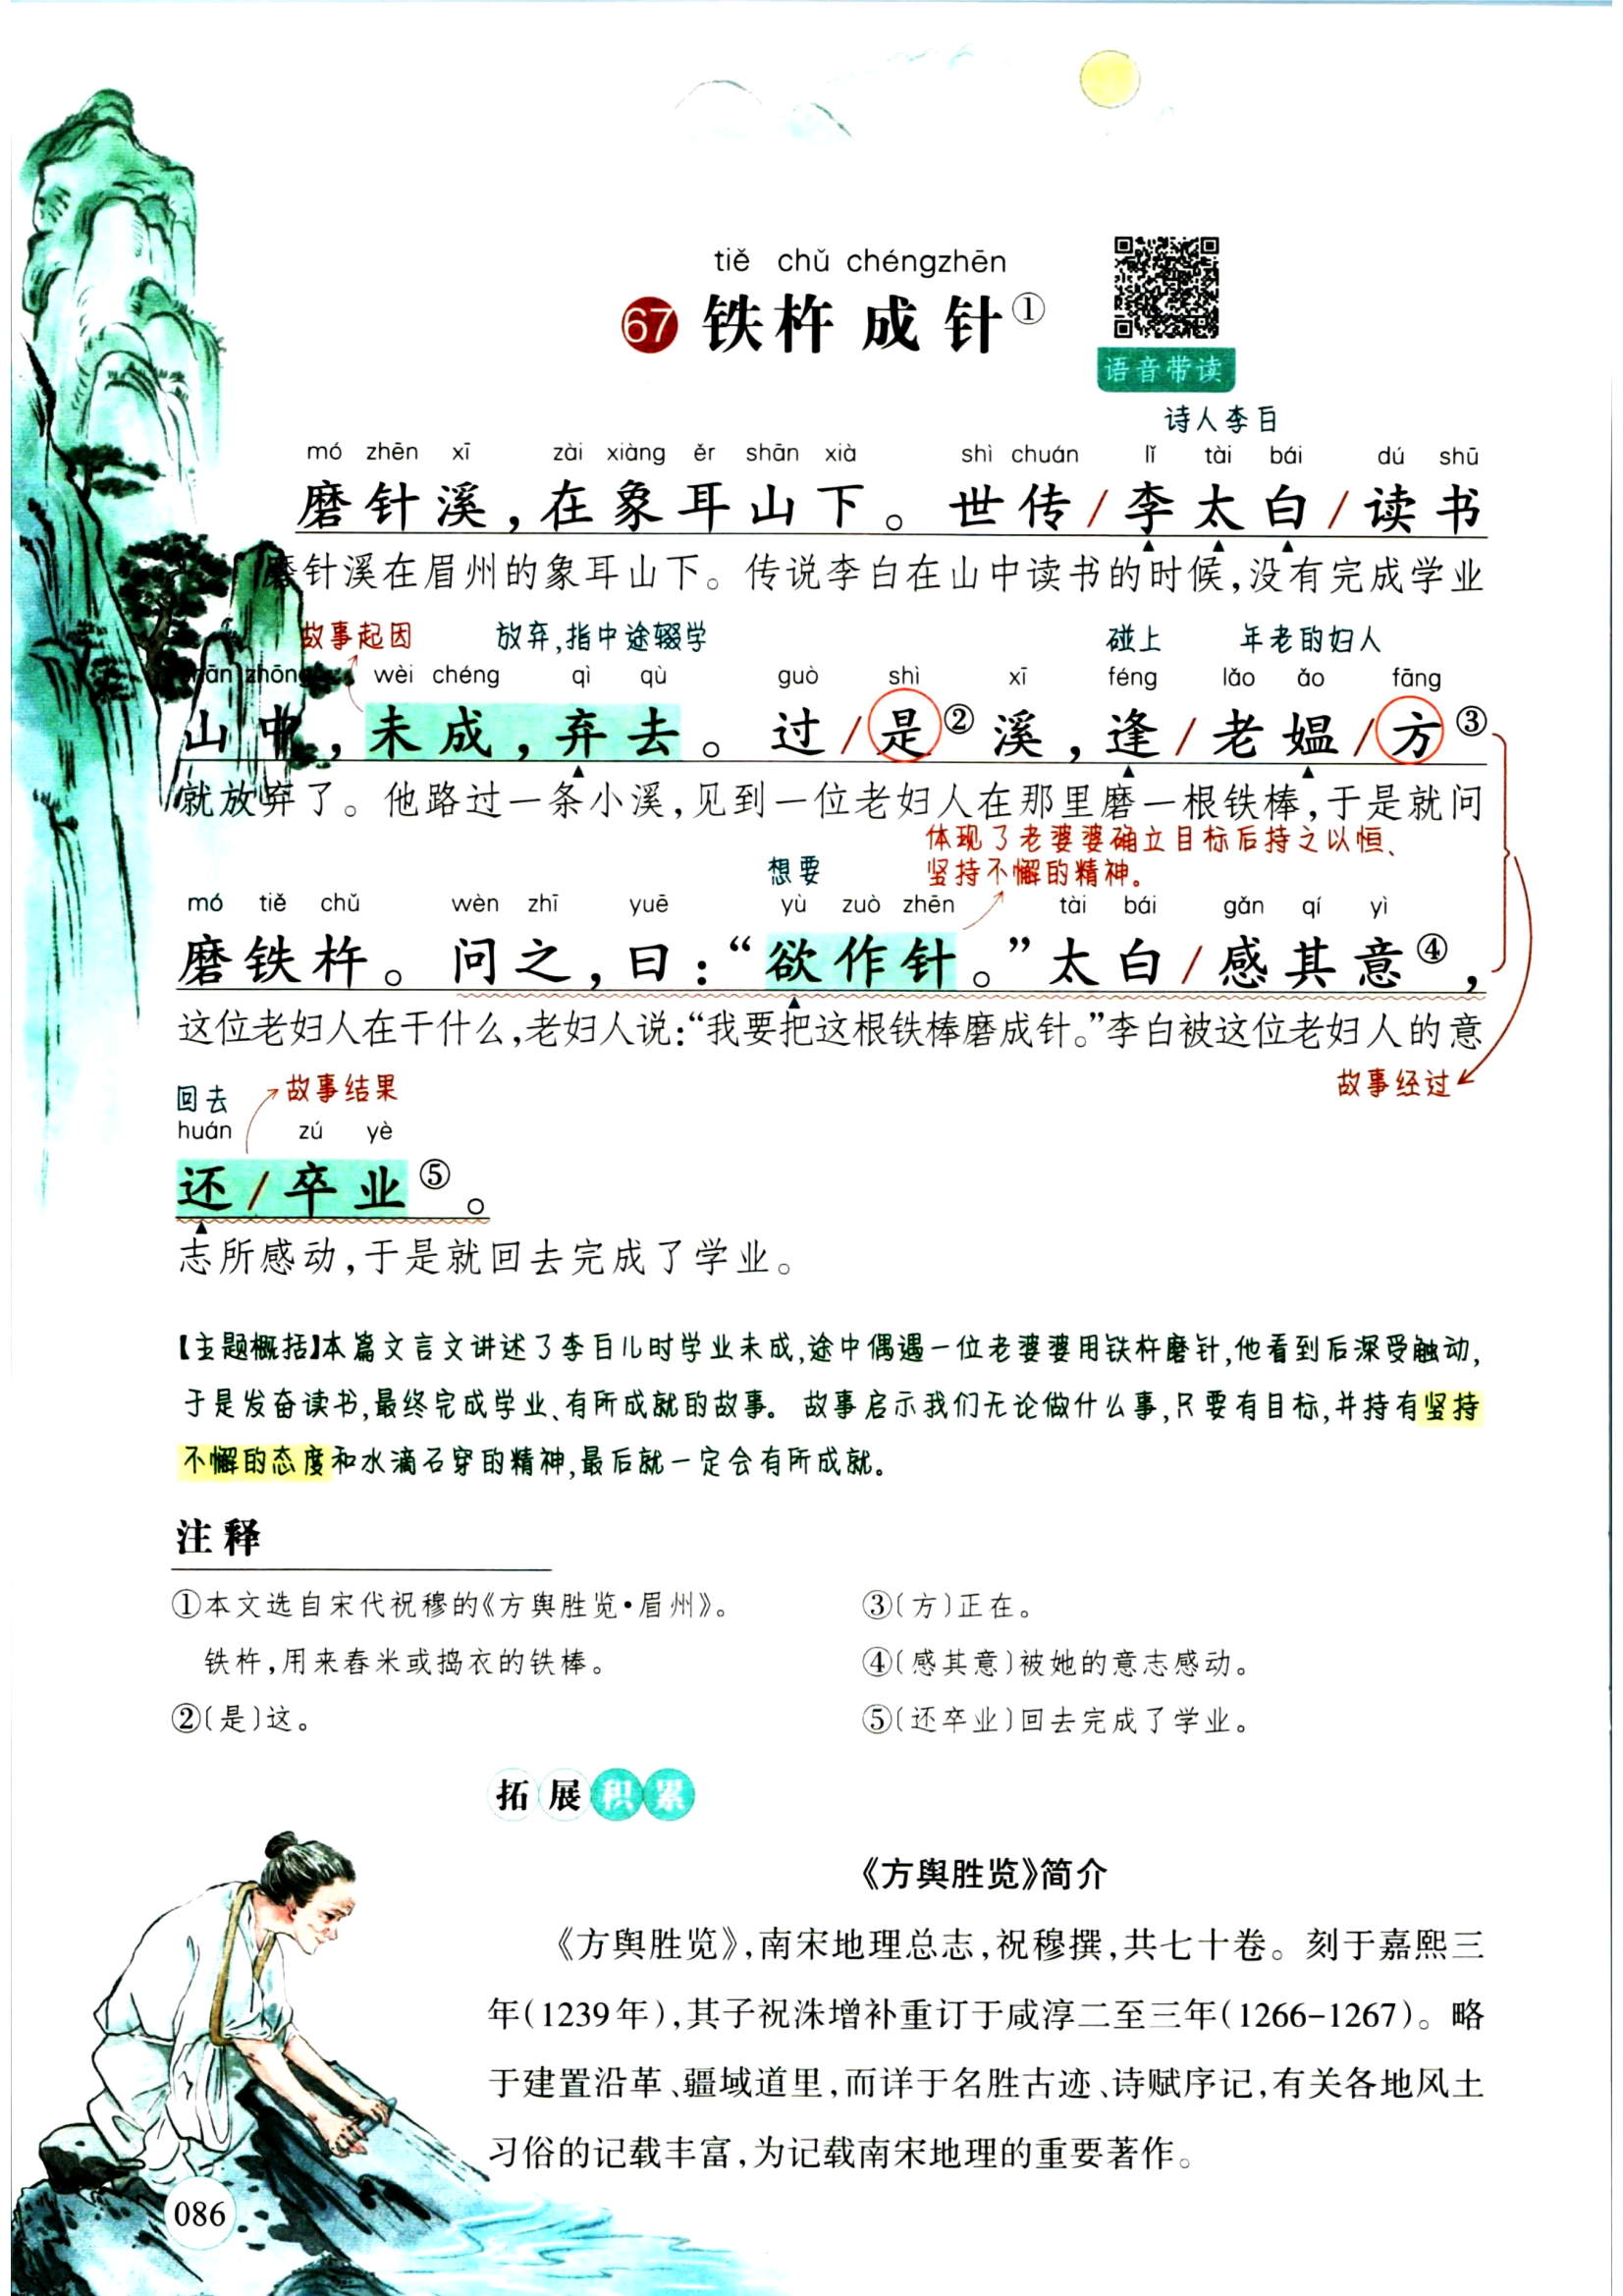 tiě chǔ chéngzhēn
67 铁杵成针①
语音带读
诗人李白
mó zhēn xī zài xiàng ěr shān xià shì chuán lǐ tài bái dú shū
磨针溪,在象耳山下。世传/李太白/读书
磨针溪在眉州的象耳山下。传说李白在山中读书的时候,没有完成学业
故事起因 放弃,指中途辍学 碰上 年老的妇人
shān zhōng wèi chéng qì qù guò shì xī féng lǎo ǎo fāng
山中,未成,弃去。过/是②溪,逢/老媪/方③
就放弃了。他路过一条小溪,见到一位老妇人在那里磨一根铁棒,于是就问
体现了老婆婆确立目标后持之以恒、
想要 坚持不懈的精神。
mó tiě chǔ wèn zhī yuē yù zuò zhēn tài bái gǎn qí yì
磨铁杵。问之,曰:“欲作针。”太白/感其意④,
这位老妇人在干什么,老妇人说:“我要把这根铁棒磨成针。”李白被这位老妇人的意
故事经过
回去 故事结果
huán zú yè
还/卒业⑤。
志所感动,于是就回去完成了学业。
【主题概括】本篇文言文讲述了李白儿时学业未成,途中偶遇一位老婆婆用铁杵磨针,他看到后深受触动,
于是发奋读书,最终完成学业、有所成就的故事。故事启示我们无论做什么事,只要有目标,并持有坚持
不懈的态度和水滴石穿的精神,最后就一定会有所成就。
注释
①本文选自宋代祝穆的《方舆胜览·眉州》。
铁杵,用来舂米或捣衣的铁棒。
②〔是〕这。
③〔方〕正在。
④〔感其意〕被她的意志感动。
⑤〔还卒业〕回去完成了学业。
拓展积累
《方舆胜览》简介
《方舆胜览》,南宋地理总志,祝穆撰,共七十卷。刻于嘉熙三
年(1239年),其子祝洙增补重订于咸淳二至三年(1266-1267)。略
于建置沿革、疆域道里,而详于名胜古迹、诗赋序记,有关各地风土
习俗的记载丰富,为记载南宋地理的重要著作。
086